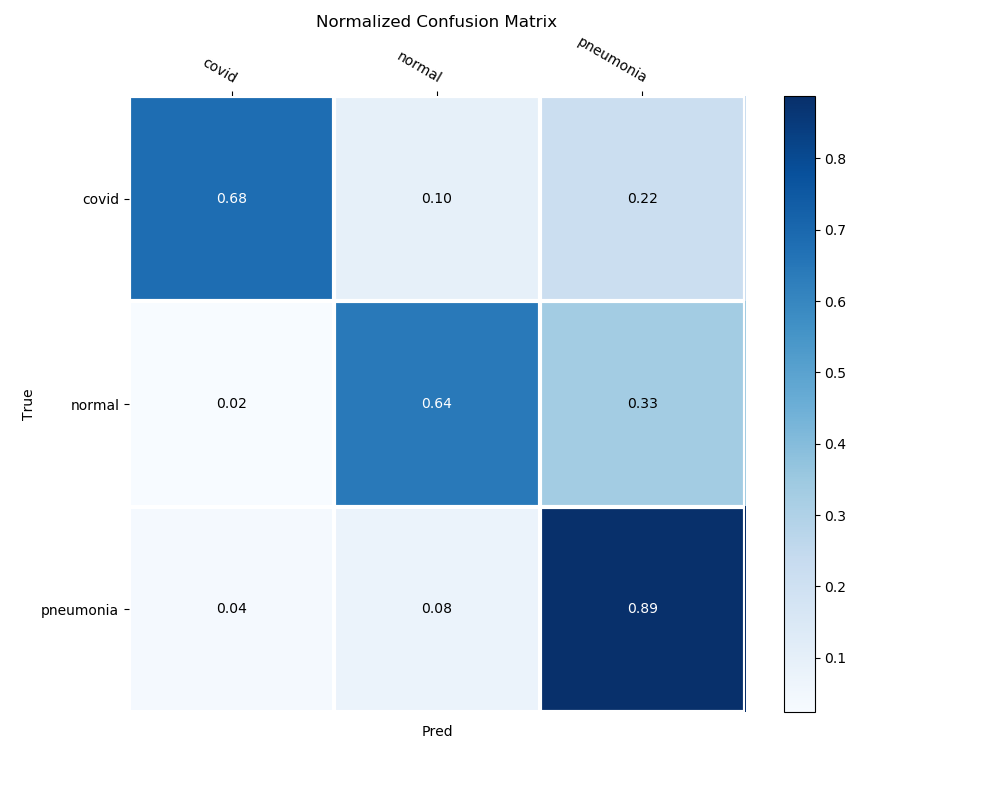 Normalized Confusion Matrix
covid normal pneumonia
covid 0.68 0.10 0.22
normal 0.02 0.64 0.33
pneumonia 0.04 0.08 0.89
True
Pred
0.8
0.7
0.6
0.5
0.4
0.3
0.2
0.1